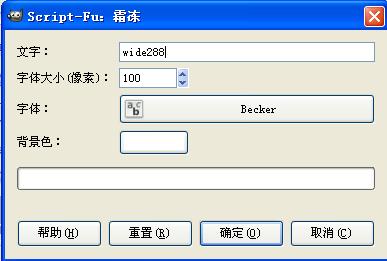 Script-Fu：霜冻
文字：
wide288
字体大小(像素)：
100
字体：
abc
Becker
背景色：
帮助(H) 重置(R) 确定(O) 取消(C)